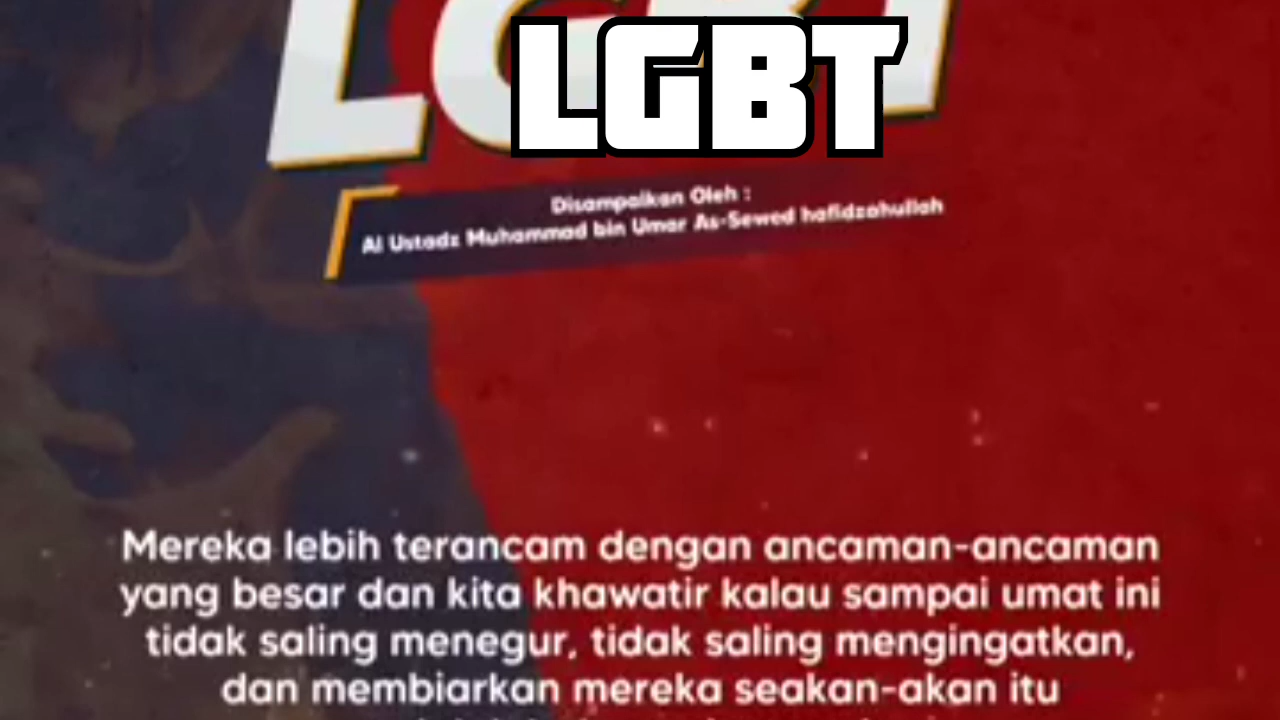 LGBT
LGBT
Disampaikan Oleh :
Al Ustadz Muhammad bin Umar As-Sewed hafidzahullah
Mereka lebih terancam dengan ancaman-ancaman
yang besar dan kita khawatir kalau sampai umat ini
tidak saling menegur, tidak saling mengingatkan,
dan membiarkan mereka seakan-akan itu